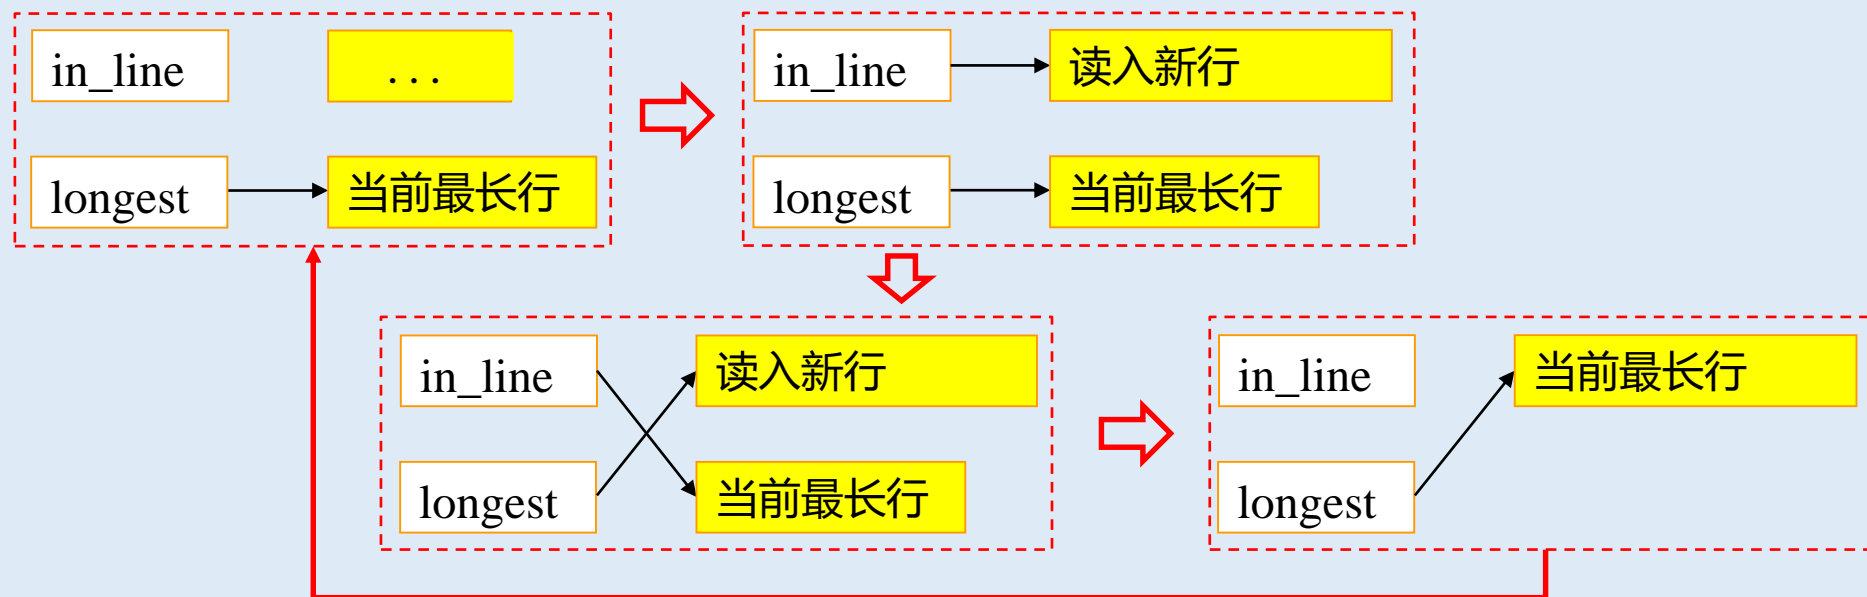 in_line
. . .
longest
当前最长行
in_line
读入新行
longest
当前最长行
in_line
读入新行
longest
当前最长行
in_line
当前最长行
longest